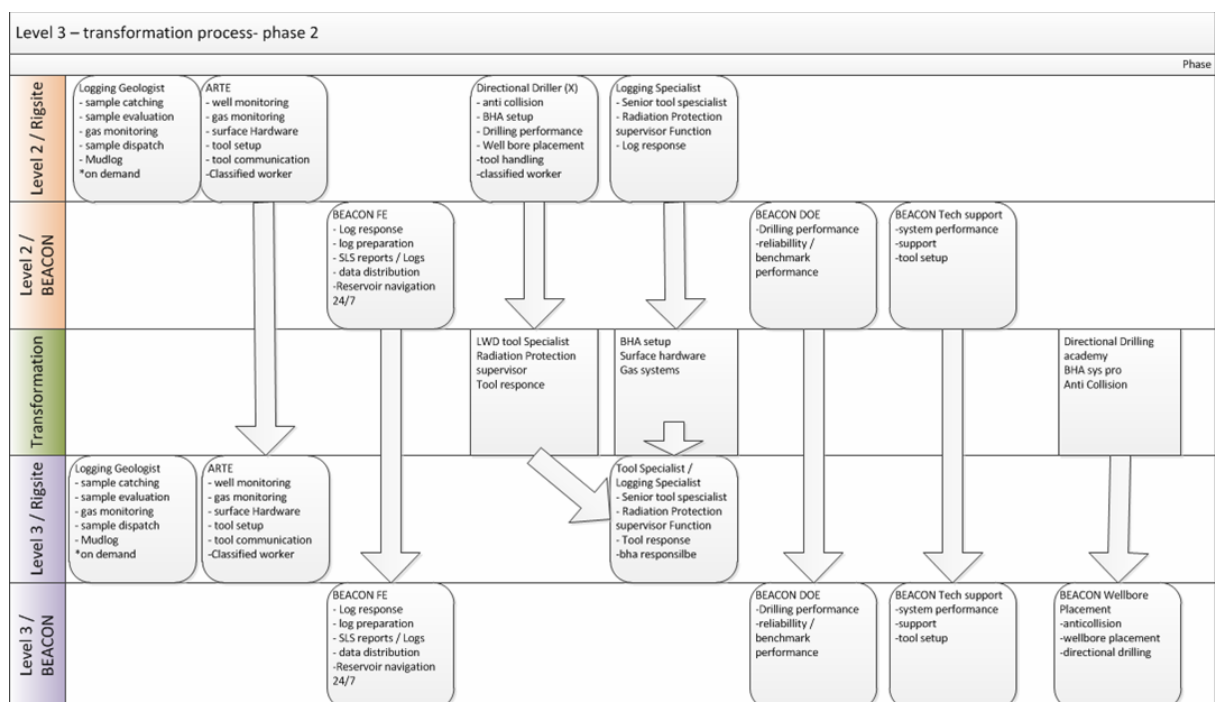 Level 3 – transformation process- phase 2
Phase
Level 2 / Rigsite
Logging Geologist
- sample catching
- sample evaluation
- gas monitoring
- sample dispatch
- Mudlog
*on demand
ARTE
- well monitoring
- gas monitoring
- surface Hardware
- tool setup
- tool communication
-Classified worker
Directional Driller (X)
- anti collision
- BHA setup
- Drilling performance
- Well bore placement
-tool handling
-classified worker
Logging Specialist
- Senior tool spescialist
- Radiation Protection
supervisor Function
- Log response
Level 2 /
BEACON
BEACON FE
- Log response
- log preparation
- SLS reports / Logs
- data distribution
-Reservoir navigation
24/7
BEACON DOE
-Drilling performance
-reliabillity /
benchmark
performance
BEACON Tech support
-system performance
-support
-tool setup
Transformation
LWD tool Specialist
Radiation Protection
supervisor
Tool responce
BHA setup
Surface hardware
Gas systems
Directional Drilling
academy
BHA sys pro
Anti Collision
Level 3 / Rigsite
Logging Geologist
- sample catching
- sample evaluation
- gas monitoring
- sample dispatch
- Mudlog
*on demand
ARTE
- well monitoring
- gas monitoring
- surface Hardware
- tool setup
- tool communication
-Classified worker
Tool Specialist /
Logging Specialist
- Senior tool spescialist
- Radiation Protection
supervisor Function
- Tool response
-bha responsilbe
Level 3 /
BEACON
BEACON FE
- Log response
- log preparation
- SLS reports / Logs
- data distribution
-Reservoir navigation
24/7
BEACON DOE
-Drilling performance
-reliabillity /
benchmark
performance
BEACON Tech support
-system performance
-support
-tool setup
BEACON Wellbore
Placement
-anticollision
-wellbore placement
-directional drilling